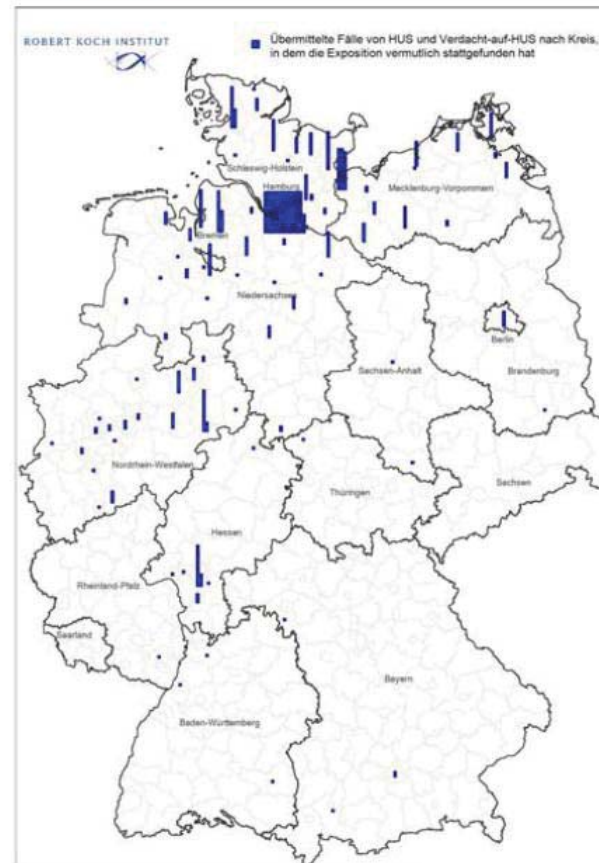 ROBERT KOCH INSTITUT
Übermittelte Fälle von HUS und Verdacht-auf-HUS nach Kreis,
in dem die Exposition vermutlich stattgefunden hat
Schleswig-Holstein
Hamburg
Mecklenburg-Vorpommern
Bremen
Niedersachsen
Berlin
Sachsen-Anhalt
Brandenburg
Nordrhein-Westfalen
Sachsen
Thüringen
Hessen
Rheinland-Pfalz
Saarland
Bayern
Baden-Württemberg